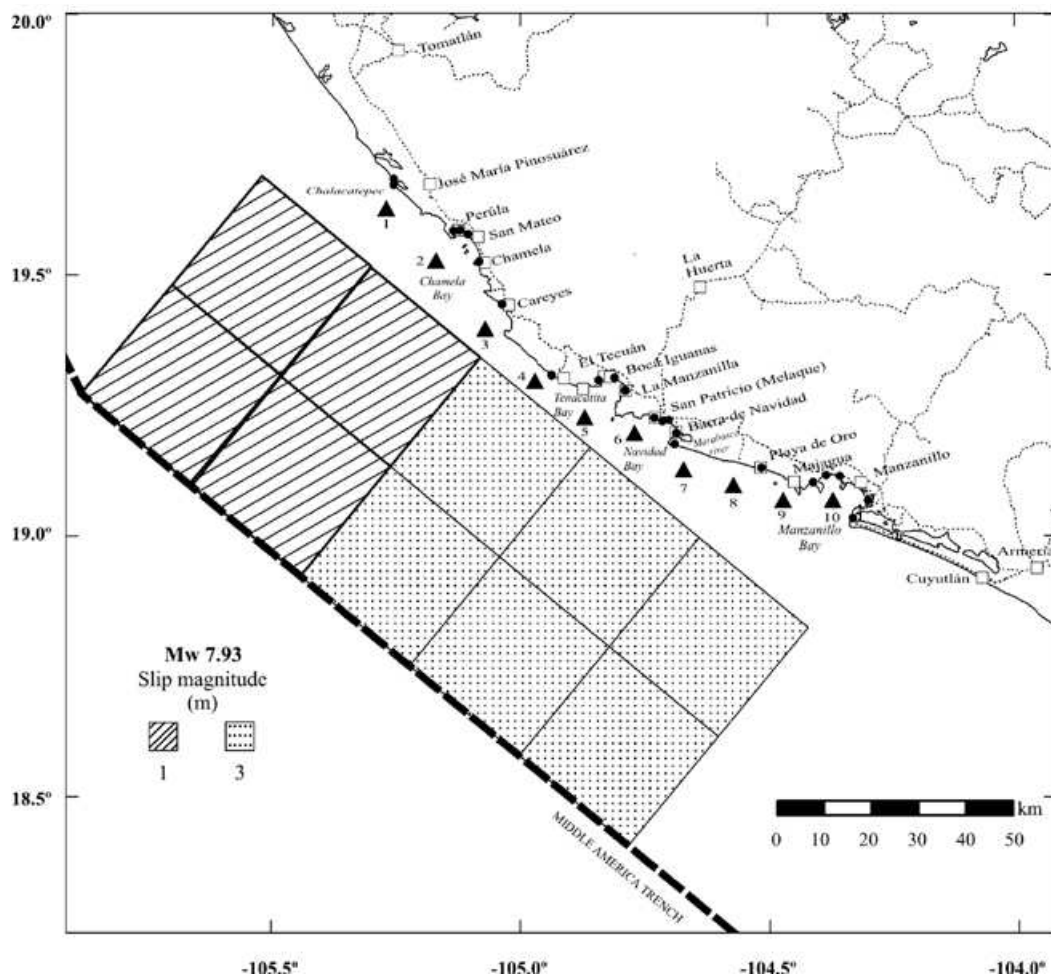 20.0º
Tomatlán
José María Pinosuárez
Chalacatepec
1
Perúla
San Mateo
19.5º
2
Chamela
Chamela
Bay
La
Huerta
Careyes
3
El Tecuán
Boca Iguanas
4
La Manzanilla
Tenacatita
Bay
5
San Patricio (Melaque)
Barra de Navidad
6
Navidad
Bay
Marabasco
river
Playa de Oro
7
Majagua
Manzanillo
8
9
10
Manzanillo
Bay
19.0º
Armería
Cuyutlán
Mw 7.93
Slip magnitude
(m)
1
3
18.5º
MIDDLE AMERICA TRENCH
km
0 10 20 30 40 50
-105.5º
-105.0º
-104.5º
-104.0º